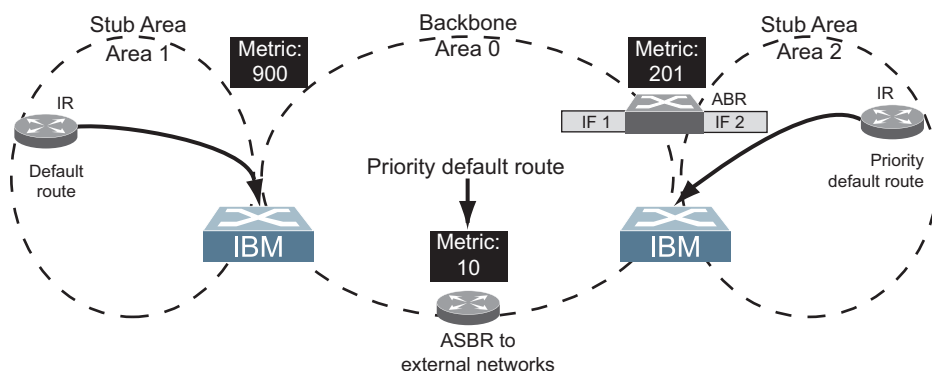 Stub Area
Area 1
Metric:
900
Backbone
Area 0
Metric:
201
Stub Area
Area 2
IR
Default
route
IF 1
ABR
IF 2
IR
Priority
default route
Priority default route
IBM
Metric:
10
IBM
ASBR to
external networks